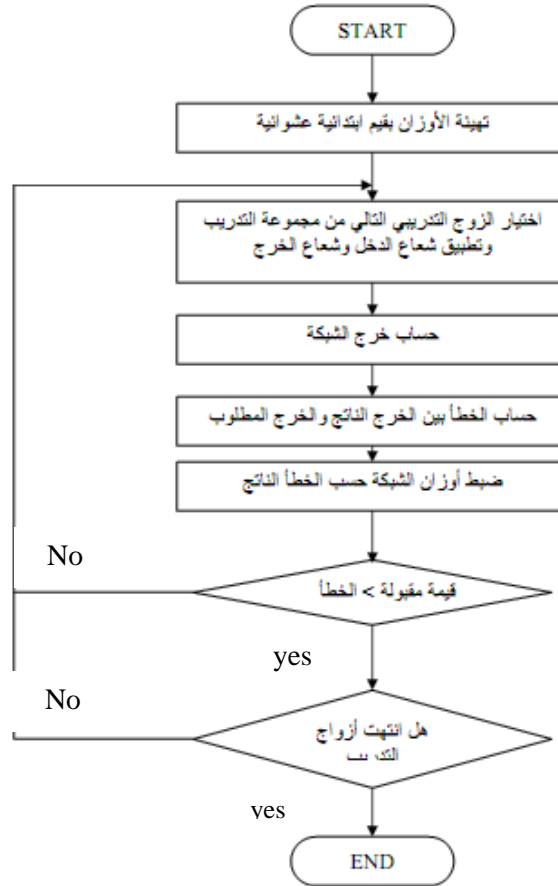 START
تهيئة الأوزان بقيم ابتدائية عشوائية
اختيار الزوج التدريبي التالي من مجموعة التدريب
وتطبيق شعاع الدخل وشعاع الخرج
حساب خرج الشبكة
حساب الخطأ بين الخرج الناتج والخرج المطلوب
ضبط أوزان الشبكة حسب الخطأ الناتج
No
قيمة مقبولة > الخطأ
yes
No
هل انتهت أزواج
yes
END